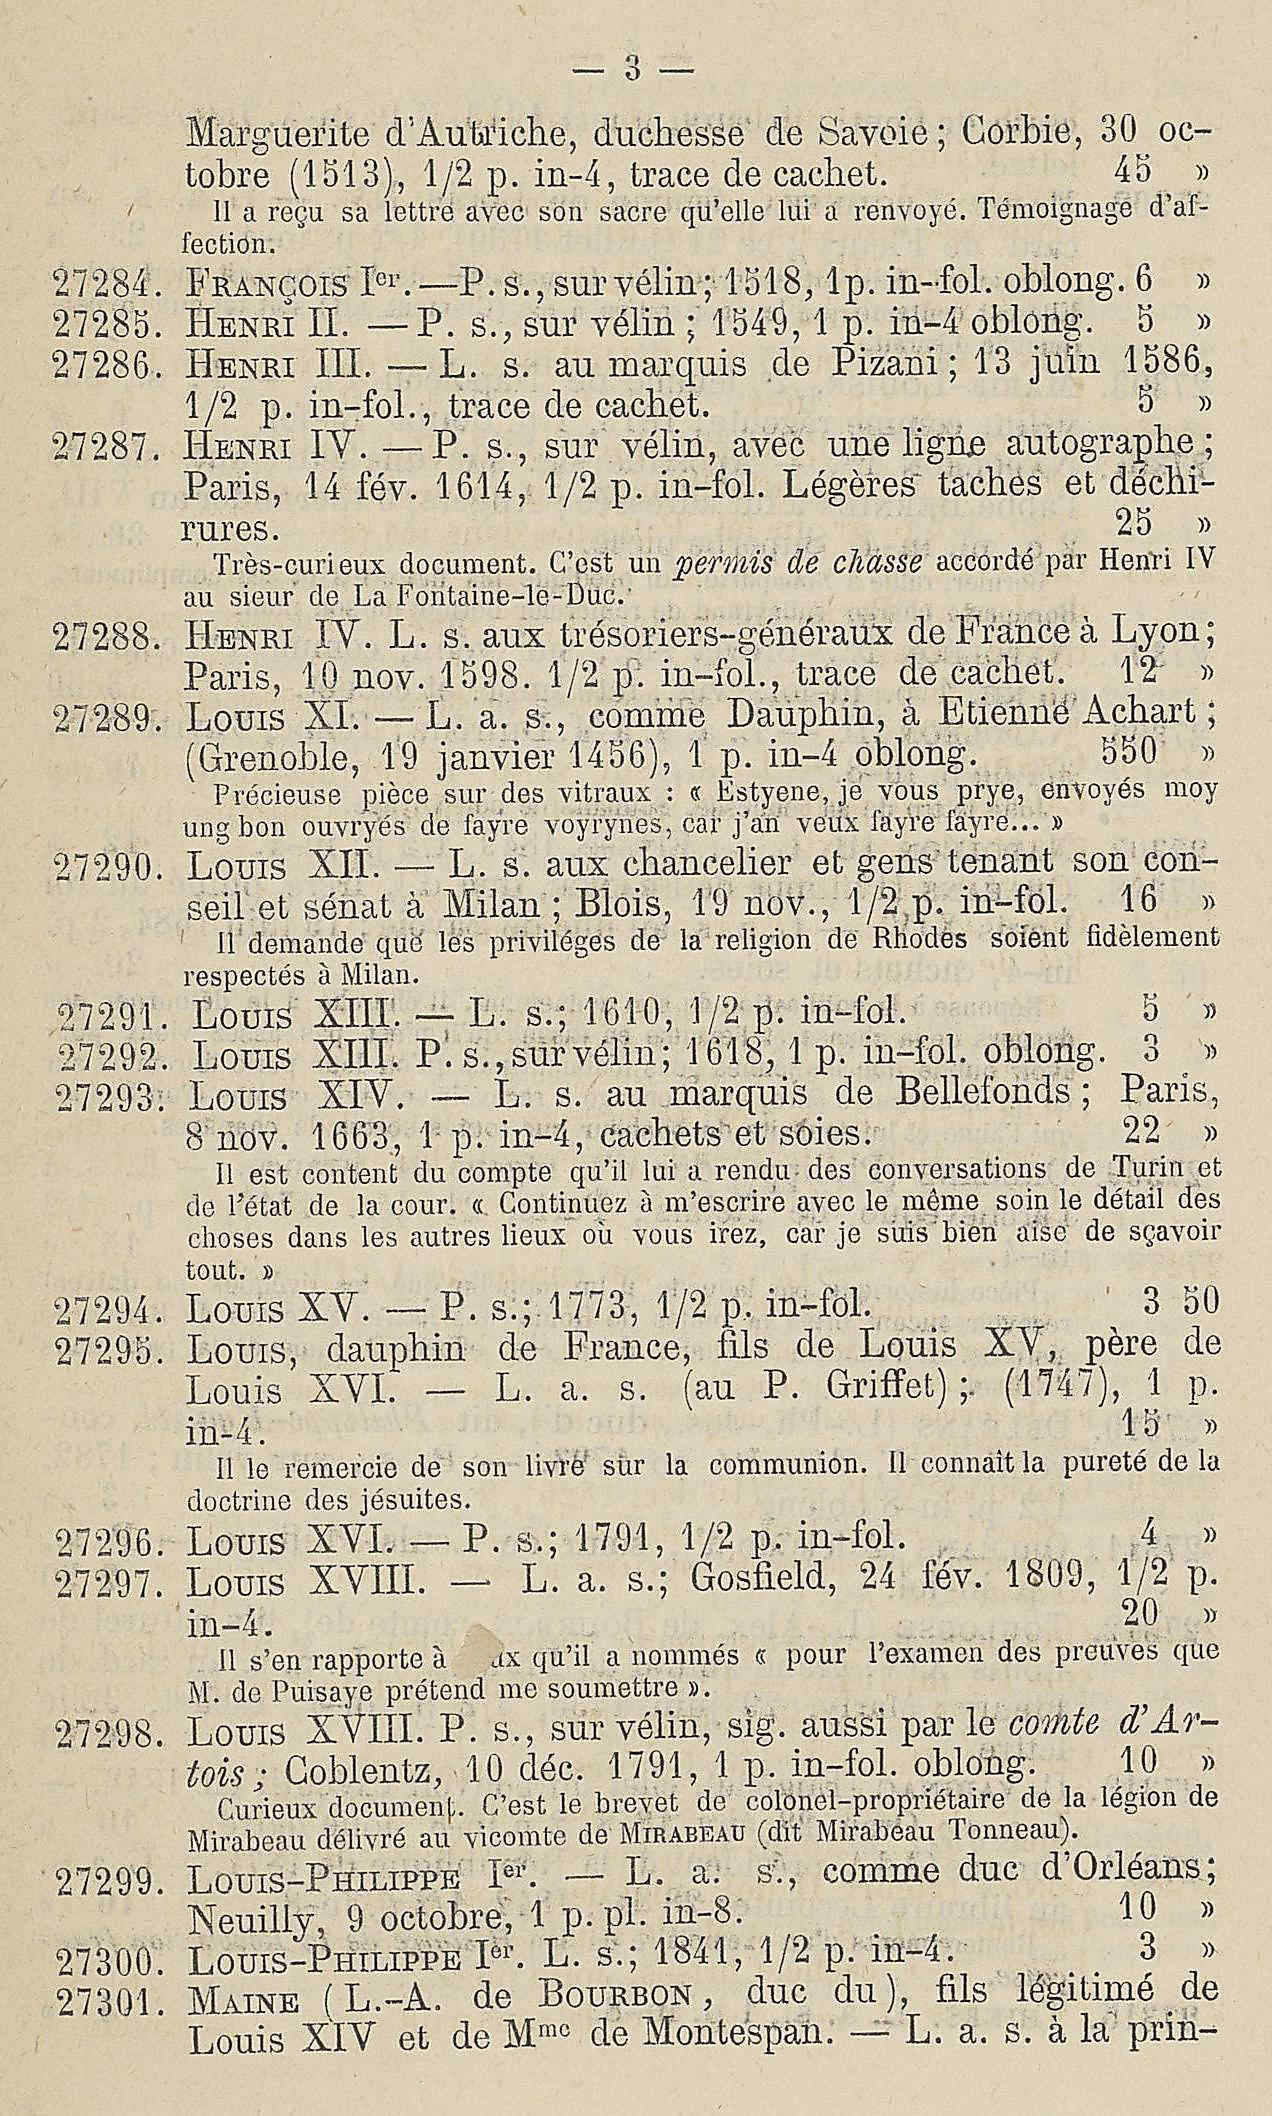 — 3 —
Marguerite d'Autriche, duchesse de Savoie; Corbie, 30 oc-
tobre (1513), 1/2 p. in-4, trace de cachet. 45 »
Il a reçu sa lettre avec son sacre qu'elle lui a renvoyé. Témoignage d'af-
fection.
27284. FRANÇOIS Ier. — P. s., sur vélin; 1518, 1p. in-fol. oblong. 6 »
27285. HENRI II. — P. s., sur vélin; 1549, 1 p. in-4 oblong. 5 »
27286. HENRI III. — L. s. au marquis de Pizani; 13 juin 1586,
1/2 p. in-fol., trace de cachet. 5 »
27287. HENRI IV. — P. s., sur vélin, avec une ligne autographe;
Paris, 14 fév. 1614, 1/2 p. in-fol. Légères taches et déchi-
rures. 25 »
Très-curieux document. C'est un permis de chasse accordé par Henri IV
au sieur de La Fontaine-le-Duc.
27288. HENRI IV. L. s. aux trésoriers-généraux de France à Lyon;
Paris, 10 nov. 1598. 1/2 p. in-fol., trace de cachet. 12 »
27289. LOUIS XI. — L. a. s., comme Dauphin, à Etienne Achart;
(Grenoble, 19 janvier 1456), 1 p. in-4 oblong. 550 »
Précieuse pièce sur des vitraux : « Estyene, je vous prye, envoyés moy
ung bon ouvryés de fayre voyrynes, car j'an veux fayre fayre... »
27290. LOUIS XII. — L. s. aux chancelier et gens tenant son con-
seil et sénat à Milan; Blois, 19 nov., 1/2 p. in-fol. 16 »
Il demande que les priviléges de la religion de Rhodes soient fidèlement
respectés à Milan.
27291. LOUIS XIII. — L. s.; 1610, 1/2 p. in-fol. 5 »
27292. LOUIS XIII. P. s., sur vélin; 1618, 1 p. in-fol. oblong. 3 »
27293. LOUIS XIV. — L. s. au marquis de Bellefonds; Paris,
8 nov. 1663, 1 p. in-4, cachets et soies. 22 »
Il est content du compte qu'il lui a rendu des conversations de Turin et
de l'état de la cour. « Continuez à m'escrire avec le même soin le détail des
choses dans les autres lieux où vous irez, car je suis bien aise de sçavoir
tout. »
27294. LOUIS XV. — P. s.; 1773, 1/2 p. in-fol. 3 50
27295. LOUIS, dauphin de France, fils de Louis XV, père de
Louis XVI. — L. a. s. (au P. Griffet); (1747), 1 p.
in-4. 15 »
Il le remercie de son livre sur la communion. Il connaît la pureté de la
doctrine des jésuites.
27296. LOUIS XVI. — P. s.; 1791, 1/2 p. in-fol. 4 »
27297. LOUIS XVIII. — L. a. s.; Gosfield, 24 fév. 1809, 1/2 p.
in-4. 20 »
Il s'en rapporte à qu'il a nommés « pour l'examen des preuves que
M. de Puisaye prétend me soumettre ».
27298. LOUIS XVIII. P. s., sur vélin, sig. aussi par le comte d'Ar-
tois; Coblentz, 10 déc. 1791, 1 p. in-fol. oblong. 10 »
Curieux document. C'est le brevet de colonel-propriétaire de la légion de
Mirabeau délivré au vicomte de MIRABEAU (dit Mirabeau Tonneau).
27299. LOUIS-PHILIPPE Ier. — L. a. s., comme duc d'Orléans;
Neuilly, 9 octobre, 1 p. pl. in-8. 10 »
27300. LOUIS-PHILIPPE Ier. L. s.; 1841, 1/2 p. in-4. 3 »
27301. MAINE (L.-A. de BOURBON, duc du), fils légitimé de
Louis XIV et de Mme de Montespan. — L. a. s. à la prin-